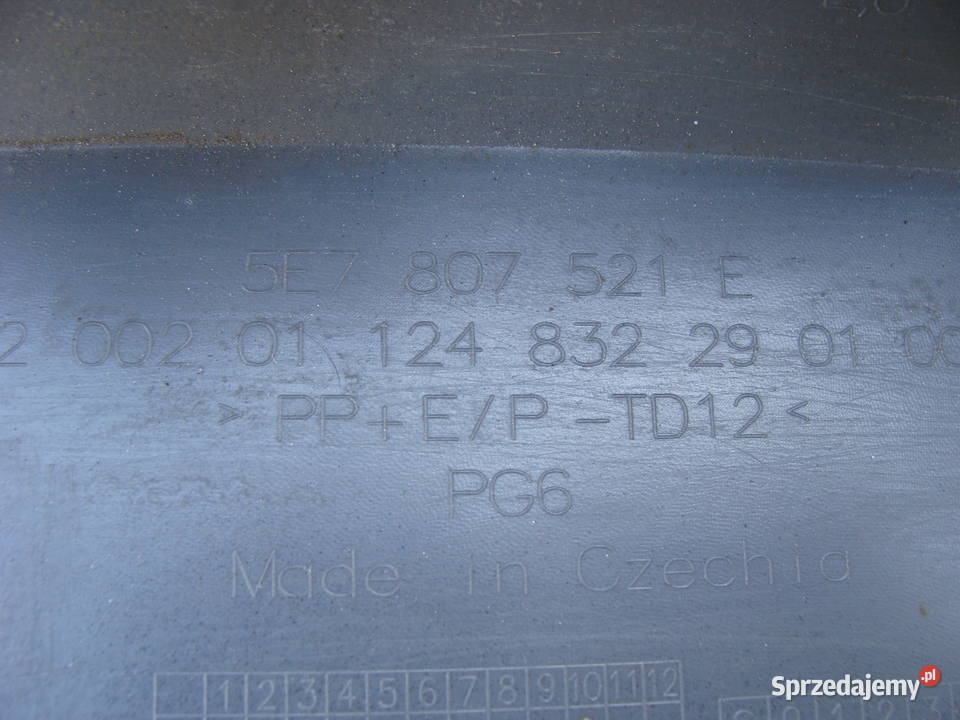 5E7 807 521 E
2 002 01 124 832 29 01 00
> PP+E/P -TD12 <
PG6
Made in Czechia
1 2 3 4 5 6 7 8 9 10 11 12
Sprzedajemy.pl